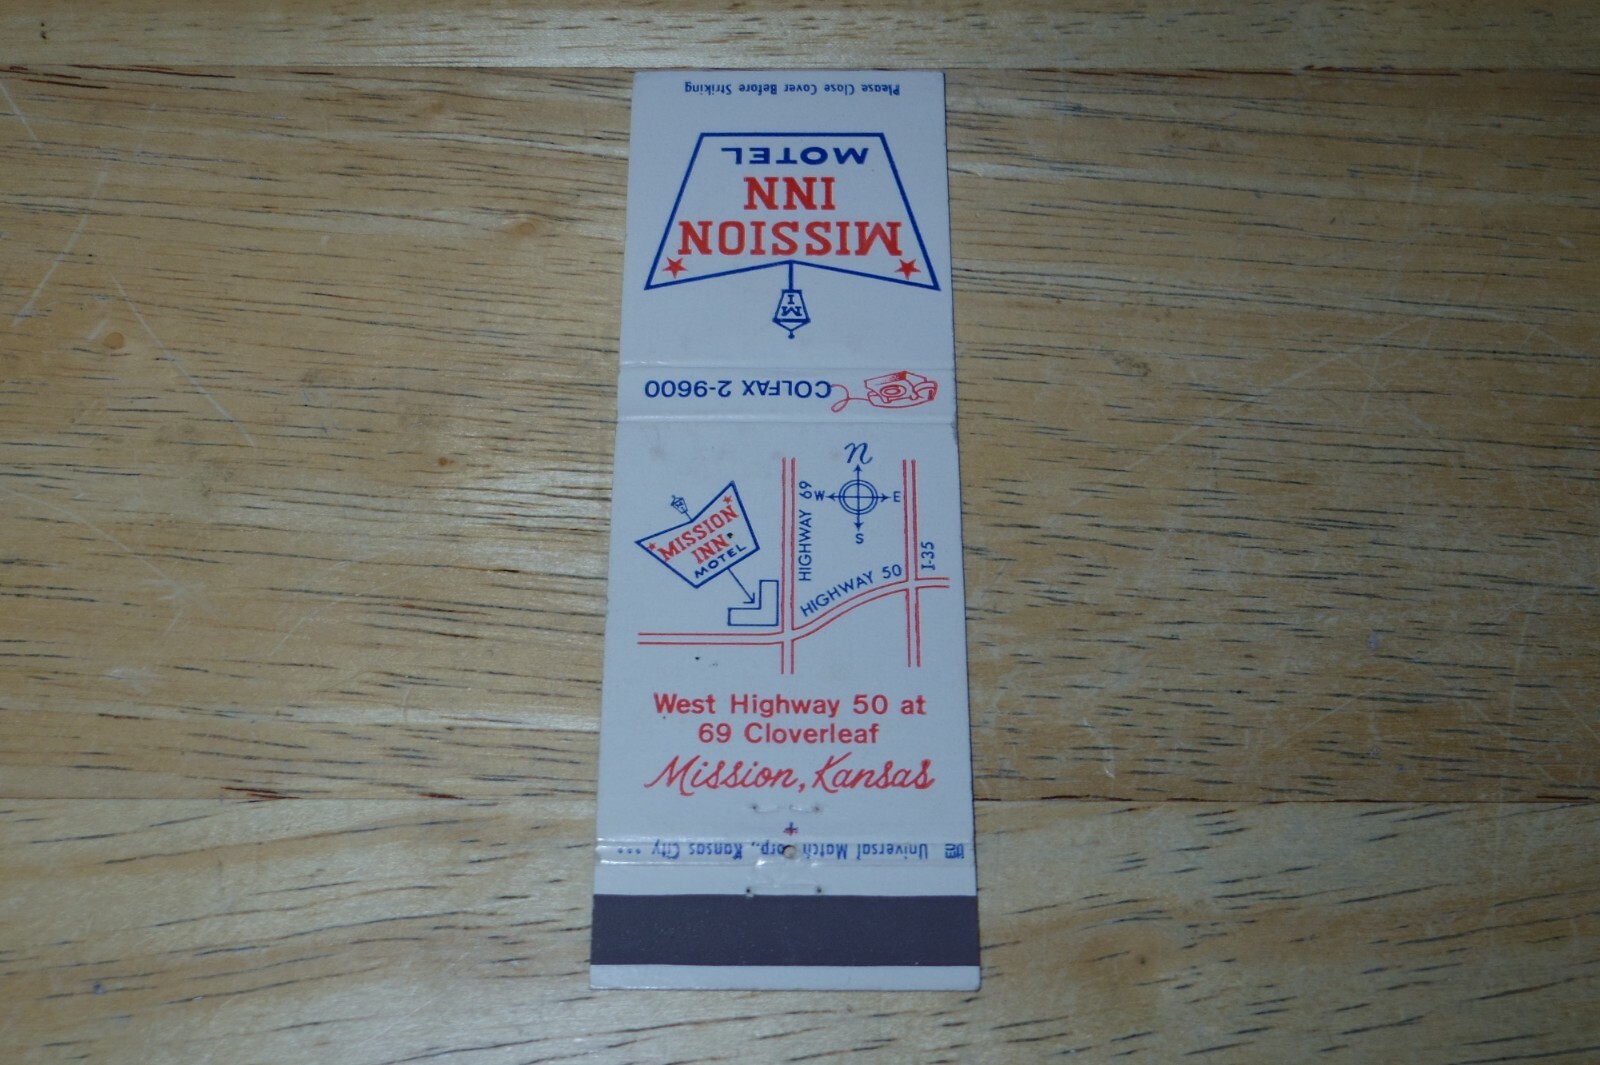 Please Close Cover Before Striking
MOTEL
INN
MISSION
M
I
COLFAX 2-9600
N
W
E
S
HIGHWAY 69
HIGHWAY 50
I-35
MISSION
INN
MOTEL
West Highway 50 at
69 Cloverleaf
Mission, Kansas
Universal Match Corp., Kansas City ***